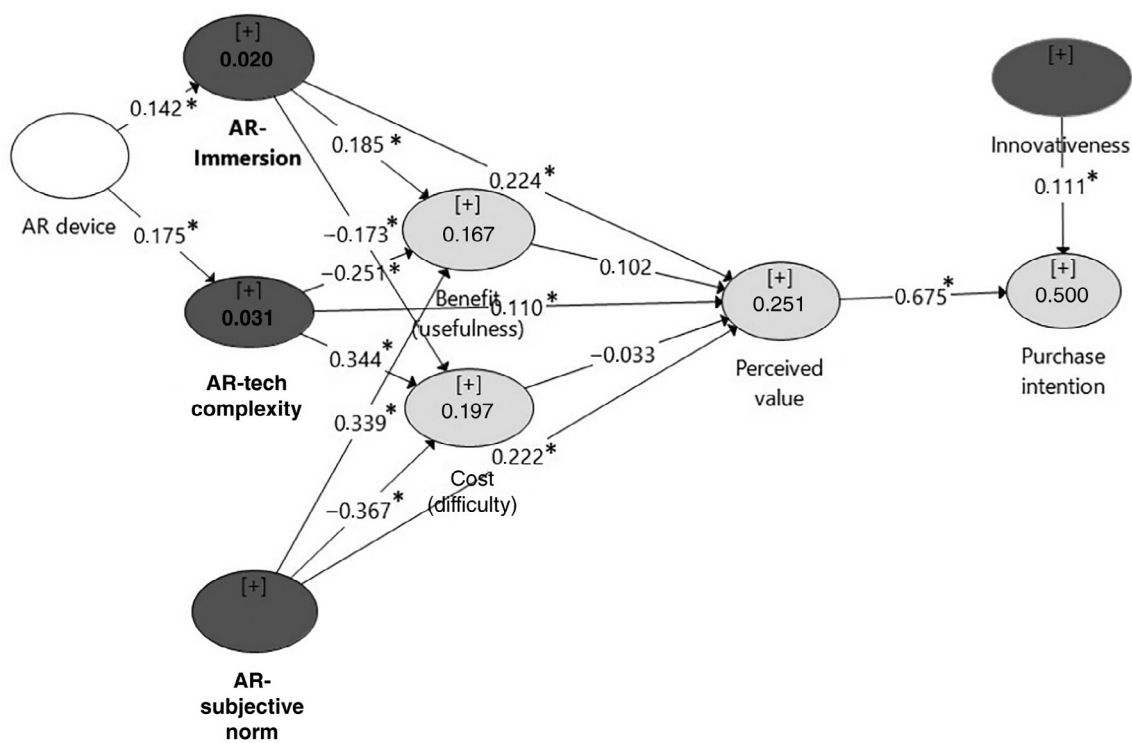 [+]
0.020
AR-
Immersion
0.142*
AR device
0.175*
[+]
0.031
AR-tech
complexity
0.185*
0.224*
−0.173*
−0.251*
[+]
0.167
Benefit
(usefulness)
0.102
0.110*
0.344*
[+]
0.197
Cost
(difficulty)
−0.033
0.339*
−0.367*
0.222*
[+]
AR-
subjective
norm
[+]
0.251
Perceived
value
0.675*
[+]
Innovativeness
0.111*
[+]
0.500
Purchase
intention